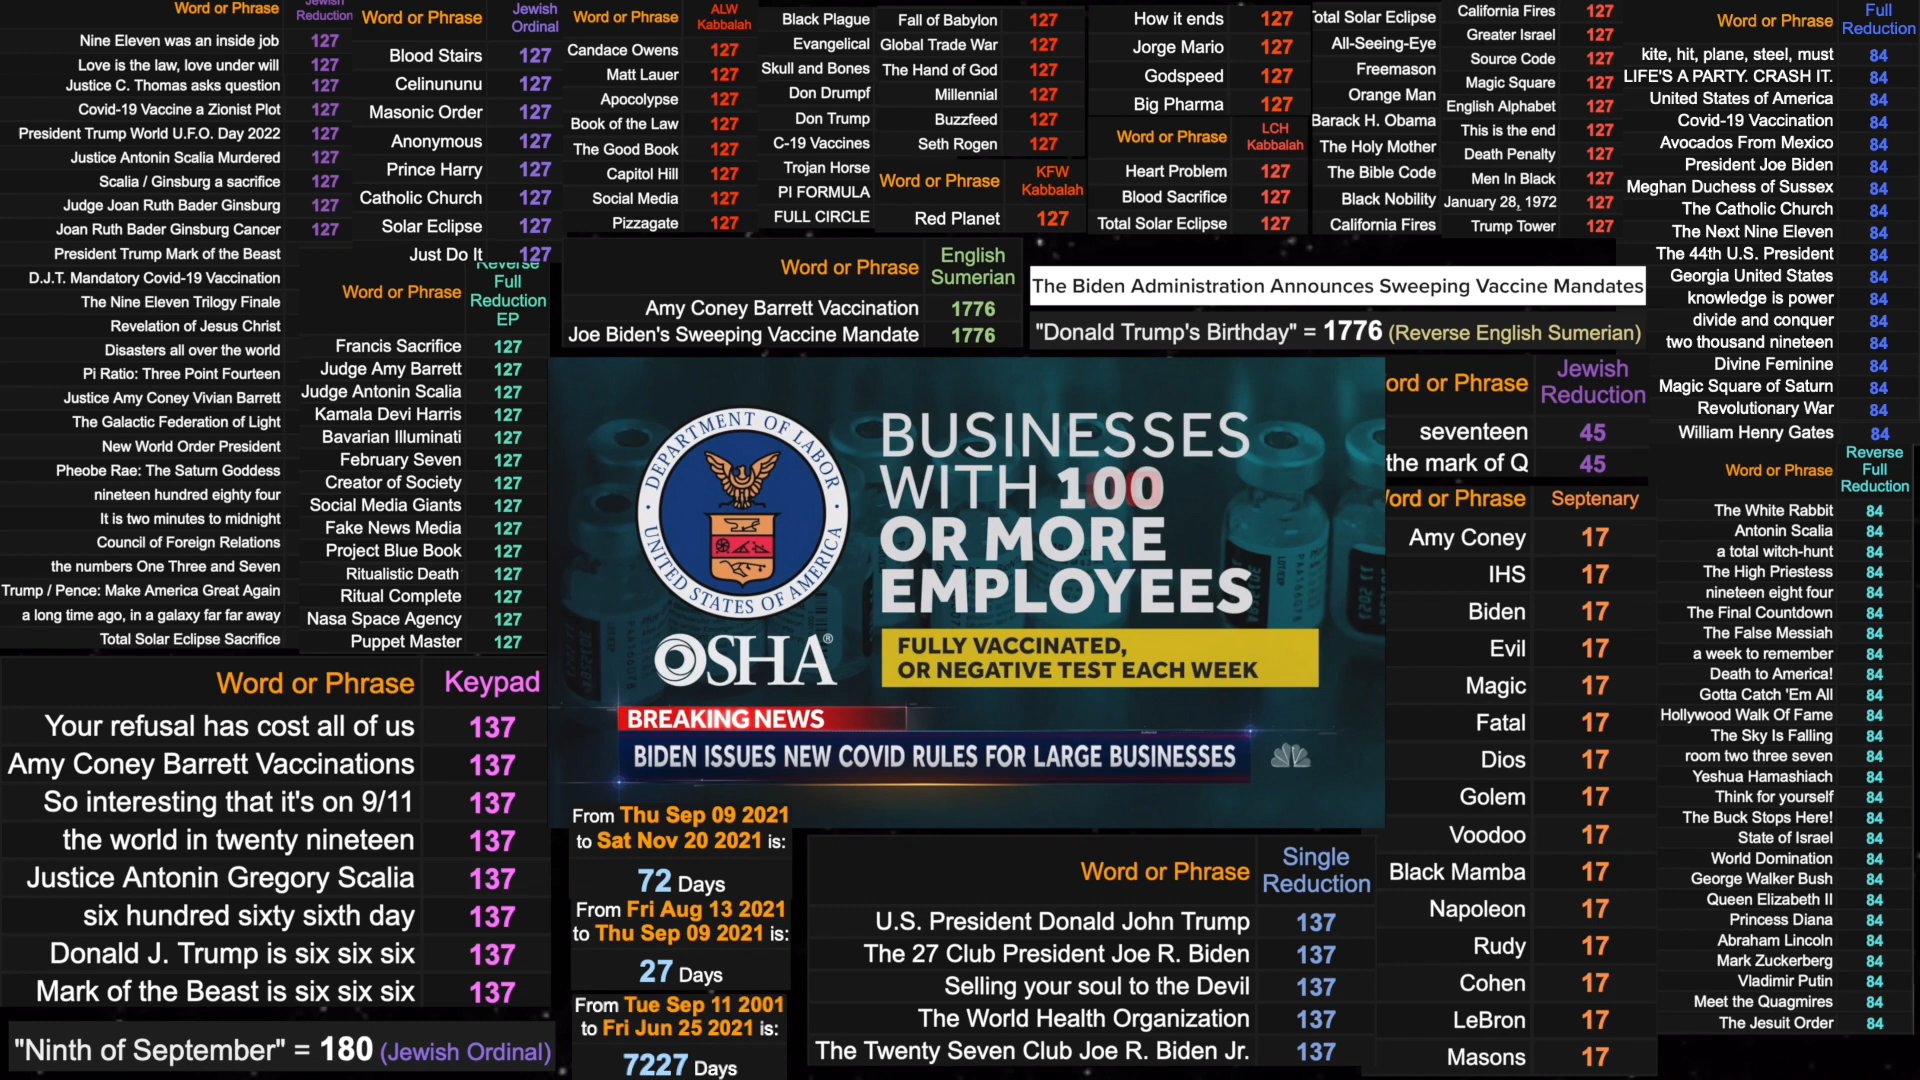 Word or Phrase Jewish Reduction
Nine Eleven was an inside job 127
Love is the law, love under will 127
Justice C. Thomas asks question 127
Covid-19 Vaccine a Zionist Plot 127
President Trump World U.F.O. Day 2022 127
Justice Antonin Scalia Murdered 127
Scalia / Ginsburg a sacrifice 127
Judge Joan Ruth Bader Ginsburg 127
Joan Ruth Bader Ginsburg Cancer 127
President Trump Mark of the Beast
D.J.T. Mandatory Covid-19 Vaccination
The Nine Eleven Trilogy Finale
Revelation of Jesus Christ
Disasters all over the world
Pi Ratio: Three Point Fourteen
Justice Amy Coney Vivian Barrett
The Galactic Federation of Light
New World Order President
Pheobe Rae: The Saturn Goddess
nineteen hundred eighty four
It is two minutes to midnight
Council of Foreign Relations
the numbers One Three and Seven
Trump / Pence: Make America Great Again
a long time ago, in a galaxy far far away
Total Solar Eclipse Sacrifice
Word or Phrase Jewish Ordinal
Blood Stairs 127
Celinununu 127
Masonic Order 127
Anonymous 127
Prince Harry 127
Catholic Church 127
Solar Eclipse 127
Just Do It 127
Word or Phrase Reverse Full Reduction EP
Francis Sacrifice 127
Judge Amy Barrett 127
Judge Antonin Scalia 127
Kamala Devi Harris 127
Bavarian Illuminati 127
February Seven 127
Creator of Society 127
Social Media Giants 127
Fake News Media 127
Project Blue Book 127
Ritualistic Death 127
Ritual Complete 127
Nasa Space Agency 127
Puppet Master 127
Word or Phrase ALW Kabbalah
Candace Owens 127
Matt Lauer 127
Apocolypse 127
Book of the Law 127
The Good Book 127
Capitol Hill 127
Social Media 127
Pizzagate 127
Black Plague
Evangelical
Skull and Bones
Don Drumpf
Don Trump
C-19 Vaccines
Trojan Horse
PI FORMULA
FULL CIRCLE
Fall of Babylon 127
Global Trade War 127
The Hand of God 127
Millennial 127
Buzzfeed 127
Seth Rogen 127
Word or Phrase KFW Kabbalah
Red Planet 127
How it ends 127
Jorge Mario 127
Godspeed 127
Big Pharma 127
Word or Phrase LCH Kabbalah
Heart Problem 127
Blood Sacrifice 127
Total Solar Eclipse 127
Total Solar Eclipse
All-Seeing-Eye
Freemason
Orange Man
Barack H. Obama
The Holy Mother
The Bible Code
Black Nobility
California Fires
California Fires 127
Greater Israel 127
Source Code 127
Magic Square 127
English Alphabet 127
This is the end 127
Death Penalty 127
Men In Black 127
January 28, 1972 127
Trump Tower 127
Word or Phrase Full Reduction
kite, hit, plane, steel, must 84
LIFE'S A PARTY. CRASH IT. 84
United States of America 84
Covid-19 Vaccination 84
Avocados From Mexico 84
President Joe Biden 84
Meghan Duchess of Sussex 84
The Catholic Church 84
The Next Nine Eleven 84
The 44th U.S. President 84
Georgia United States 84
knowledge is power 84
divide and conquer 84
two thousand nineteen 84
Divine Feminine 84
Magic Square of Saturn 84
Revolutionary War 84
William Henry Gates 84
Word or Phrase Reverse Full Reduction
The White Rabbit 84
Antonin Scalia 84
a total witch-hunt 84
The High Priestess 84
nineteen eight four 84
The Final Countdown 84
The False Messiah 84
a week to remember 84
Death to America! 84
Gotta Catch 'Em All 84
Hollywood Walk Of Fame 84
The Sky Is Falling 84
room two three seven 84
Yeshua Hamashiach 84
Think for yourself 84
The Buck Stops Here! 84
State of Israel 84
World Domination 84
George Walker Bush 84
Queen Elizabeth II 84
Princess Diana 84
Abraham Lincoln 84
Mark Zuckerberg 84
Vladimir Putin 84
Meet the Quagmires 84
The Jesuit Order 84
Word or Phrase English Sumerian
Amy Coney Barrett Vaccination 1776
Joe Biden's Sweeping Vaccine Mandate 1776
The Biden Administration Announces Sweeping Vaccine Mandates
"Donald Trump's Birthday" = 1776 (Reverse English Sumerian)
ord or Phrase Jewish Reduction
seventeen 45
the mark of Q 45
Word or Phrase Septenary
Amy Coney 17
IHS 17
Biden 17
Evil 17
Magic 17
Fatal 17
Dios 17
Golem 17
Voodoo 17
Black Mamba 17
Napoleon 17
Rudy 17
Cohen 17
LeBron 17
Masons 17
DEPARTMENT OF LABOR
UNITED STATES OF AMERICA
OSHA®
BUSINESSES
WITH 100
OR MORE
EMPLOYEES
FULLY VACCINATED,
OR NEGATIVE TEST EACH WEEK
BREAKING NEWS
BIDEN ISSUES NEW COVID RULES FOR LARGE BUSINESSES
Word or Phrase Keypad
Your refusal has cost all of us 137
Amy Coney Barrett Vaccinations 137
So interesting that it's on 9/11 137
the world in twenty nineteen 137
Justice Antonin Gregory Scalia 137
six hundred sixty sixth day 137
Donald J. Trump is six six six 137
Mark of the Beast is six six six 137
"Ninth of September" = 180 (Jewish Ordinal)
From Thu Sep 09 2021
to Sat Nov 20 2021 is:
72 Days
From Fri Aug 13 2021
to Thu Sep 09 2021 is:
27 Days
From Tue Sep 11 2001
to Fri Jun 25 2021 is:
7227 Days
Word or Phrase Single Reduction
U.S. President Donald John Trump 137
The 27 Club President Joe R. Biden 137
Selling your soul to the Devil 137
The World Health Organization 137
The Twenty Seven Club Joe R. Biden Jr. 137